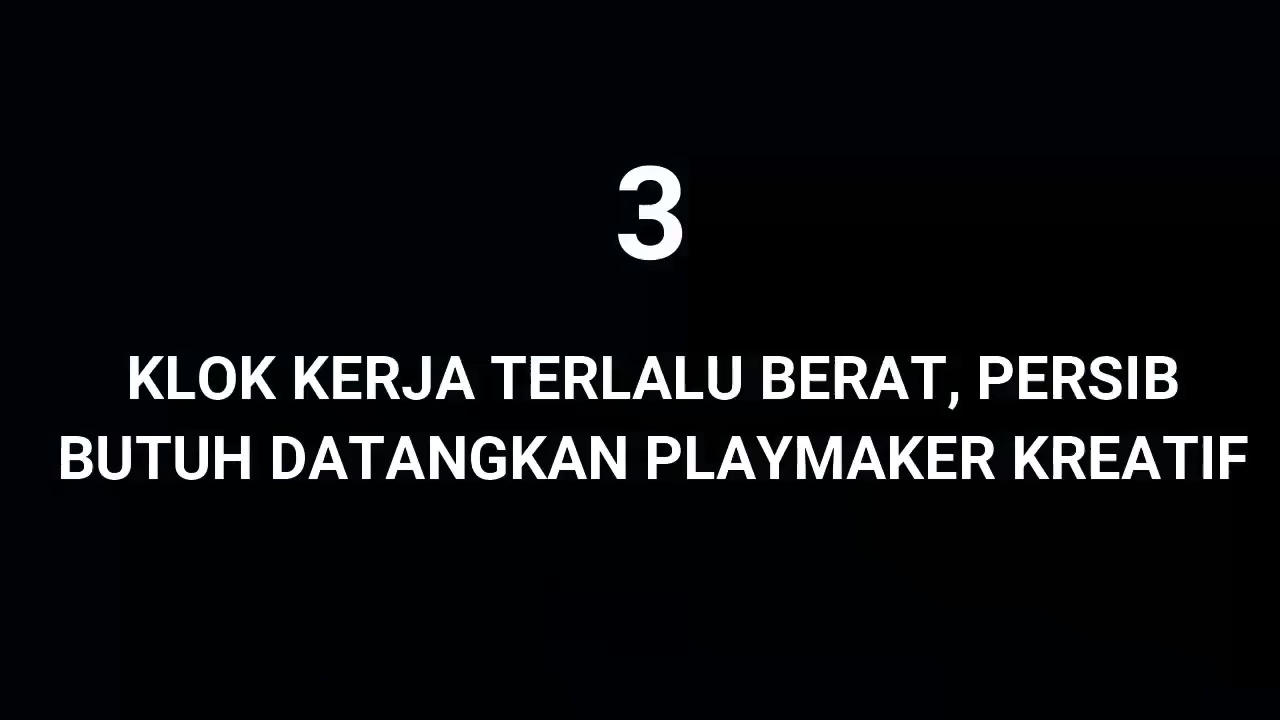 3
KLOK KERJA TERLALU BERAT, PERSIB
BUTUH DATANGKAN PLAYMAKER KREATIF